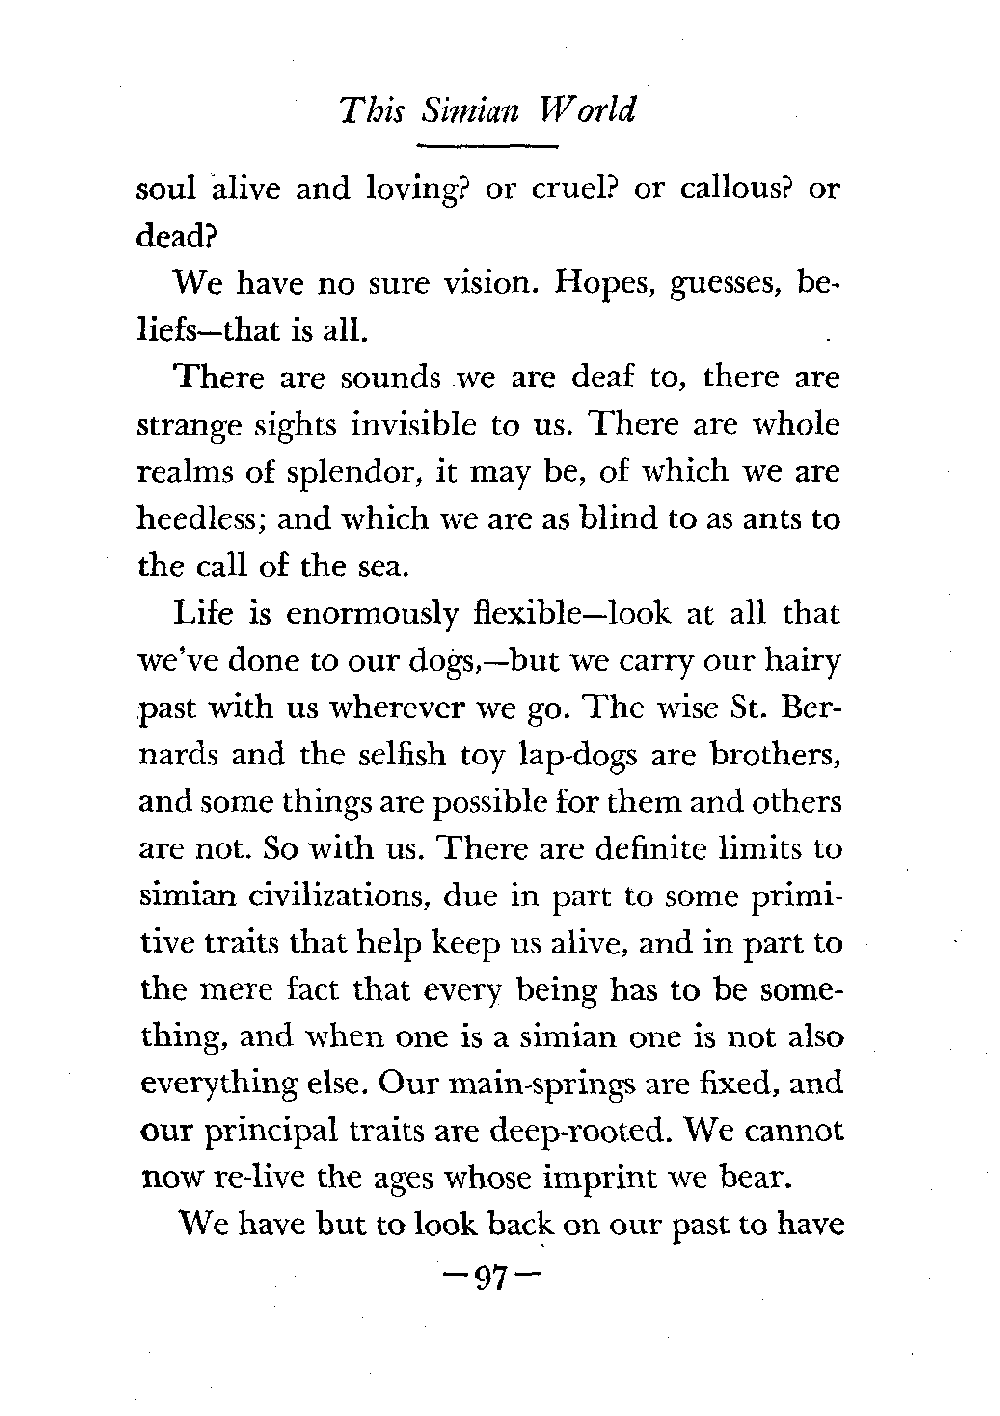 This Simian World
soul alive and loving? or cruel? or callous? or
dead?
We have no sure vision. Hopes, guesses, be-
liefs—that is all.
There are sounds we are deaf to, there are
strange sights invisible to us. There are whole
realms of splendor, it may be, of which we are
heedless; and which we are as blind to as ants to
the call of the sea.
Life is enormously flexible—look at all that
we've done to our dogs,—but we carry our hairy
past with us wherever we go. The wise St. Ber-
nards and the selfish toy lap-dogs are brothers,
and some things are possible for them and others
are not. So with us. There are definite limits to
simian civilizations, due in part to some primi-
tive traits that help keep us alive, and in part to
the mere fact that every being has to be some-
thing, and when one is a simian one is not also
everything else. Our main-springs are fixed, and
our principal traits are deep-rooted. We cannot
now re-live the ages whose imprint we bear.
We have but to look back on our past to have
—97—